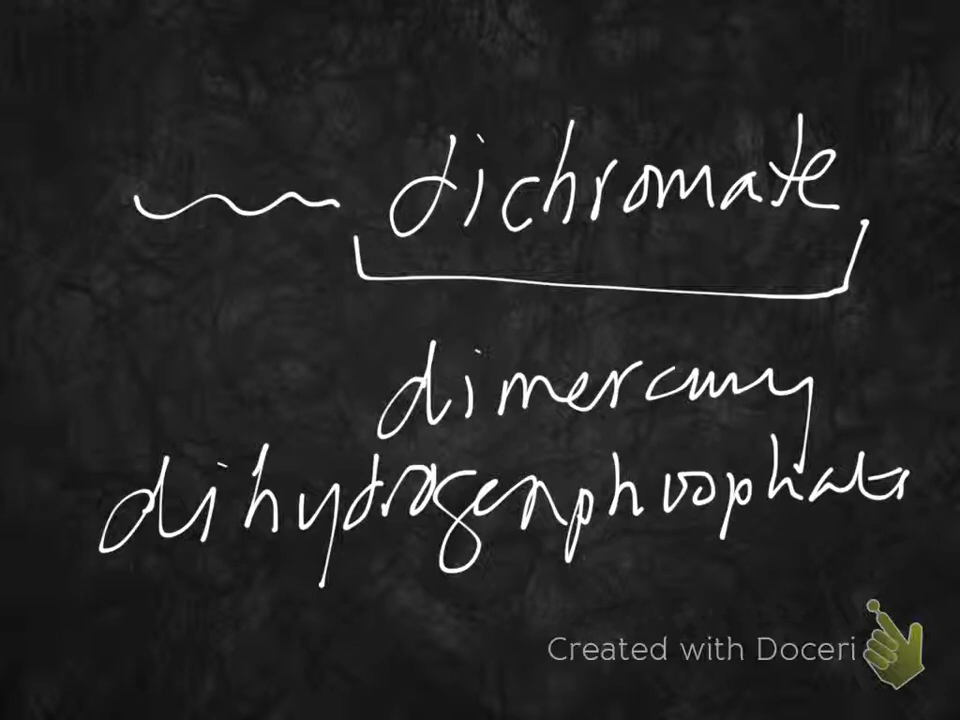 dichromate
dimercury
dihydrogenphosphate
Created with Doceri